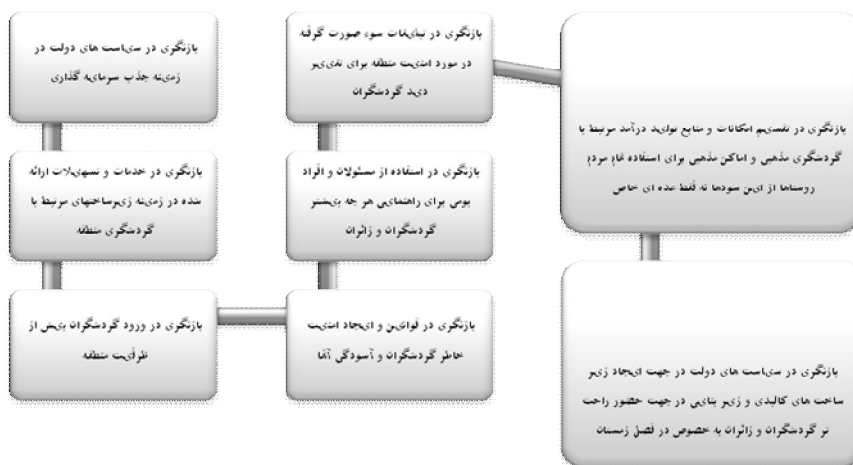 بازنگری در سیاست های دولت در
زمینه جذب سرمایه گذاری
بازنگری در خدمات و تسهیلات ارائه
شده در زمینه زیرساختهای مرتبط با
گردشگری منطقه
بازنگری در ورود گردشگران بیش از
ظرفیت منطقه
بازنگری در قوانین و ایجاد امنیت
خاطر گردشگران و آسودگی آنها
بازنگری در استفاده از مسئولان و افراد
بومی برای راهنمایی هر چه بیشتر
گردشگران و زائران
بازنگری در تبلیغات سوء صورت گرفته
در مورد امنیت منطقه برای تغییر
دید گردشگران
بازنگری در تقسیم امکانات و منابع تولید درآمد مرتبط با
گردشگری مذهبی و اماکن مذهبی برای استفاده تمام مردم
روستاها از این سودها نه فقط عده ای خاص
بازنگری در سیاست های دولت در جهت ایجاد زیر
ساخت های کالبدی و زیر بنایی در جهت حضور راحت
تر گردشگران و زائران به خصوص در فصل زمستان